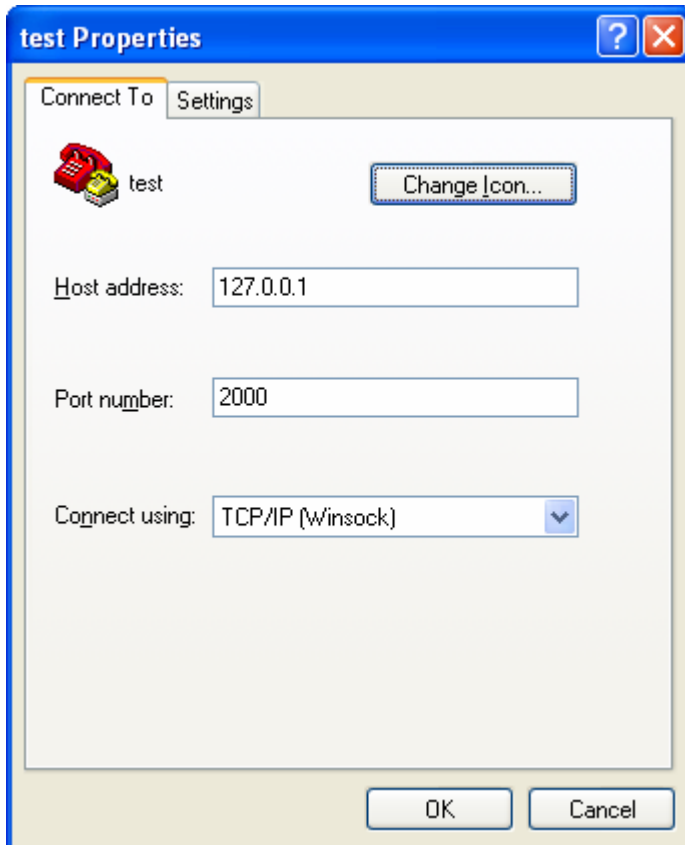 test Properties
?
Connect To Settings
test
Change Icon...
Host address: 127.0.0.1
Port number: 2000
Connect using: TCP/IP (Winsock)
OK Cancel